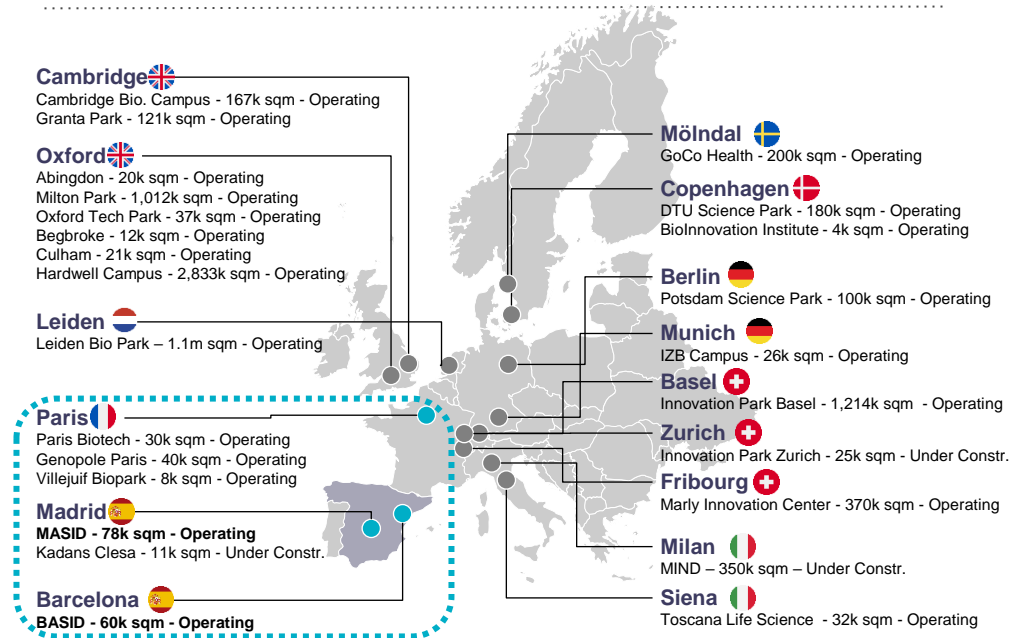 Cambridge
Cambridge Bio. Campus - 167k sqm - Operating
Granta Park - 121k sqm - Operating
Oxford
Abingdon - 20k sqm - Operating
Milton Park - 1,012k sqm - Operating
Oxford Tech Park - 37k sqm - Operating
Begbroke - 12k sqm - Operating
Culham - 21k sqm - Operating
Hardwell Campus - 2,833k sqm - Operating
Leiden
Leiden Bio Park – 1.1m sqm - Operating
Paris
Paris Biotech - 30k sqm - Operating
Genopole Paris - 40k sqm - Operating
Villejuif Biopark - 8k sqm - Operating
Madrid
MASID - 78k sqm - Operating
Kadans Clesa - 11k sqm - Under Constr.
Barcelona
BASID - 60k sqm - Operating
Mölndal
GoCo Health - 200k sqm - Operating
Copenhagen
DTU Science Park - 180k sqm - Operating
BioInnovation Institute - 4k sqm - Operating
Berlin
Potsdam Science Park - 100k sqm - Operating
Munich
IZB Campus - 26k sqm - Operating
Basel
Innovation Park Basel - 1,214k sqm - Operating
Zurich
Innovation Park Zurich - 25k sqm - Under Constr.
Fribourg
Marly Innovation Center - 370k sqm - Operating
Milan
MIND – 350k sqm – Under Constr.
Siena
Toscana Life Science - 32k sqm - Operating